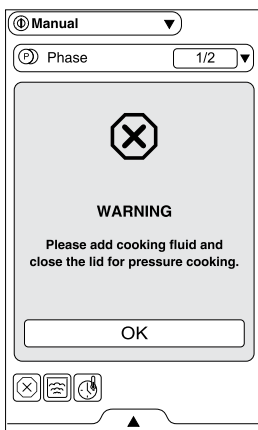 Manual
P Phase 1/2
WARNING
Please add cooking fluid and
close the lid for pressure cooking.
OK